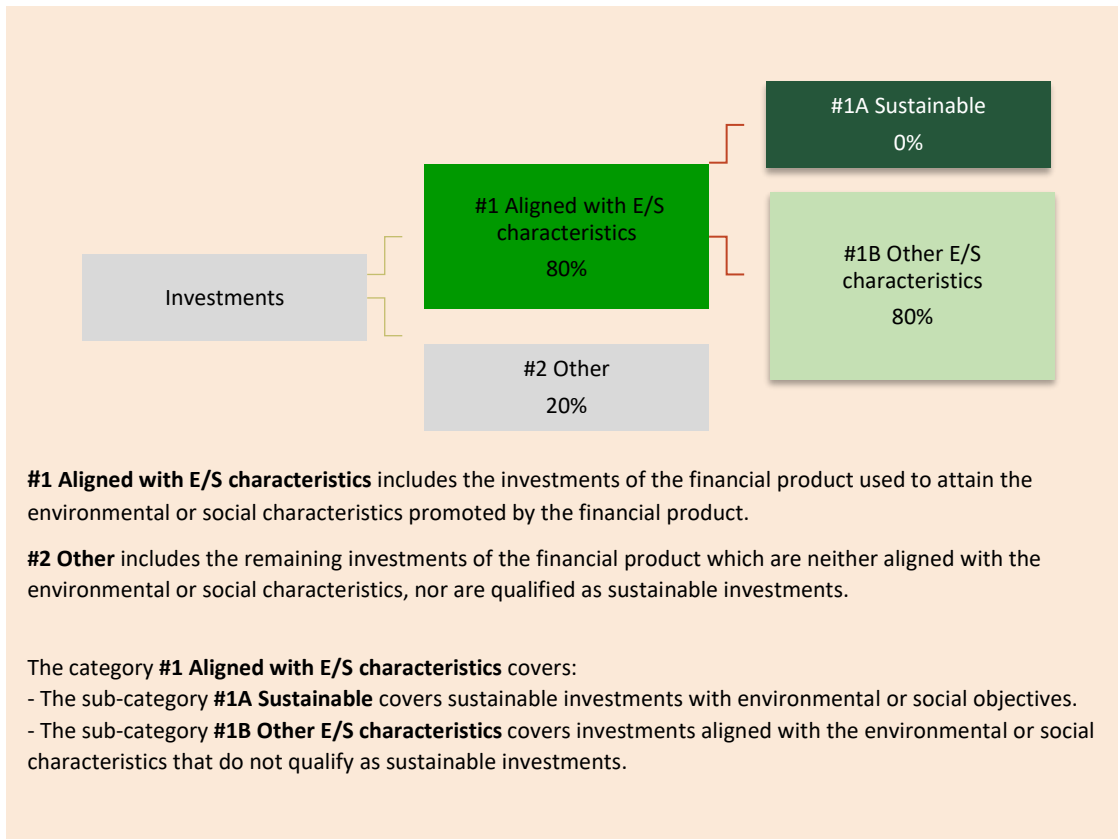 #1A Sustainable
0%
#1 Aligned with E/S
characteristics
80%
#1B Other E/S
characteristics
80%
Investments
#2 Other
20%
#1 Aligned with E/S characteristics includes the investments of the financial product used to attain the
environmental or social characteristics promoted by the financial product.
#2 Other includes the remaining investments of the financial product which are neither aligned with the
environmental or social characteristics, nor are qualified as sustainable investments.
The category #1 Aligned with E/S characteristics covers:
- The sub-category #1A Sustainable covers sustainable investments with environmental or social objectives.
- The sub-category #1B Other E/S characteristics covers investments aligned with the environmental or social
characteristics that do not qualify as sustainable investments.